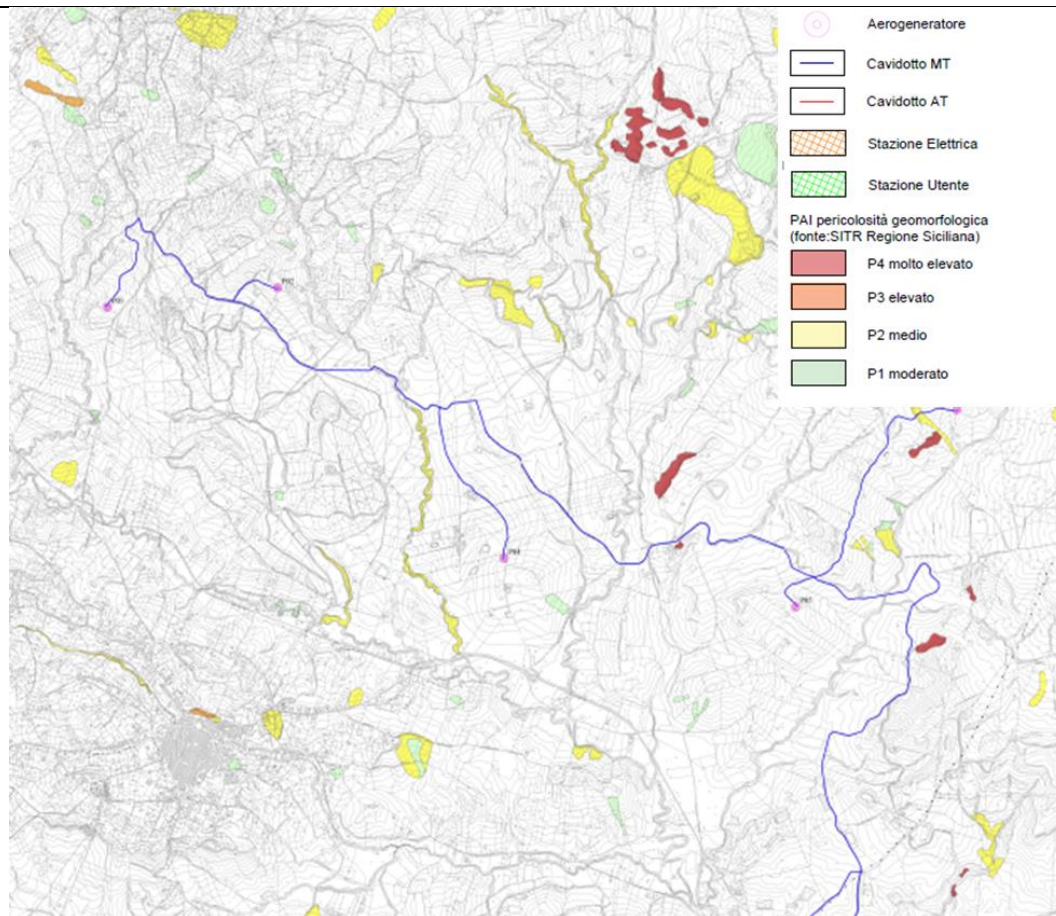 Aerogeneratore
Cavidotto MT
Cavidotto AT
Stazione Elettrica
Stazione Utente
PAI pericolosità geomorfologica
(fonte:SITR Regione Siciliana)
P4 molto elevato
P3 elevato
P2 medio
P1 moderato